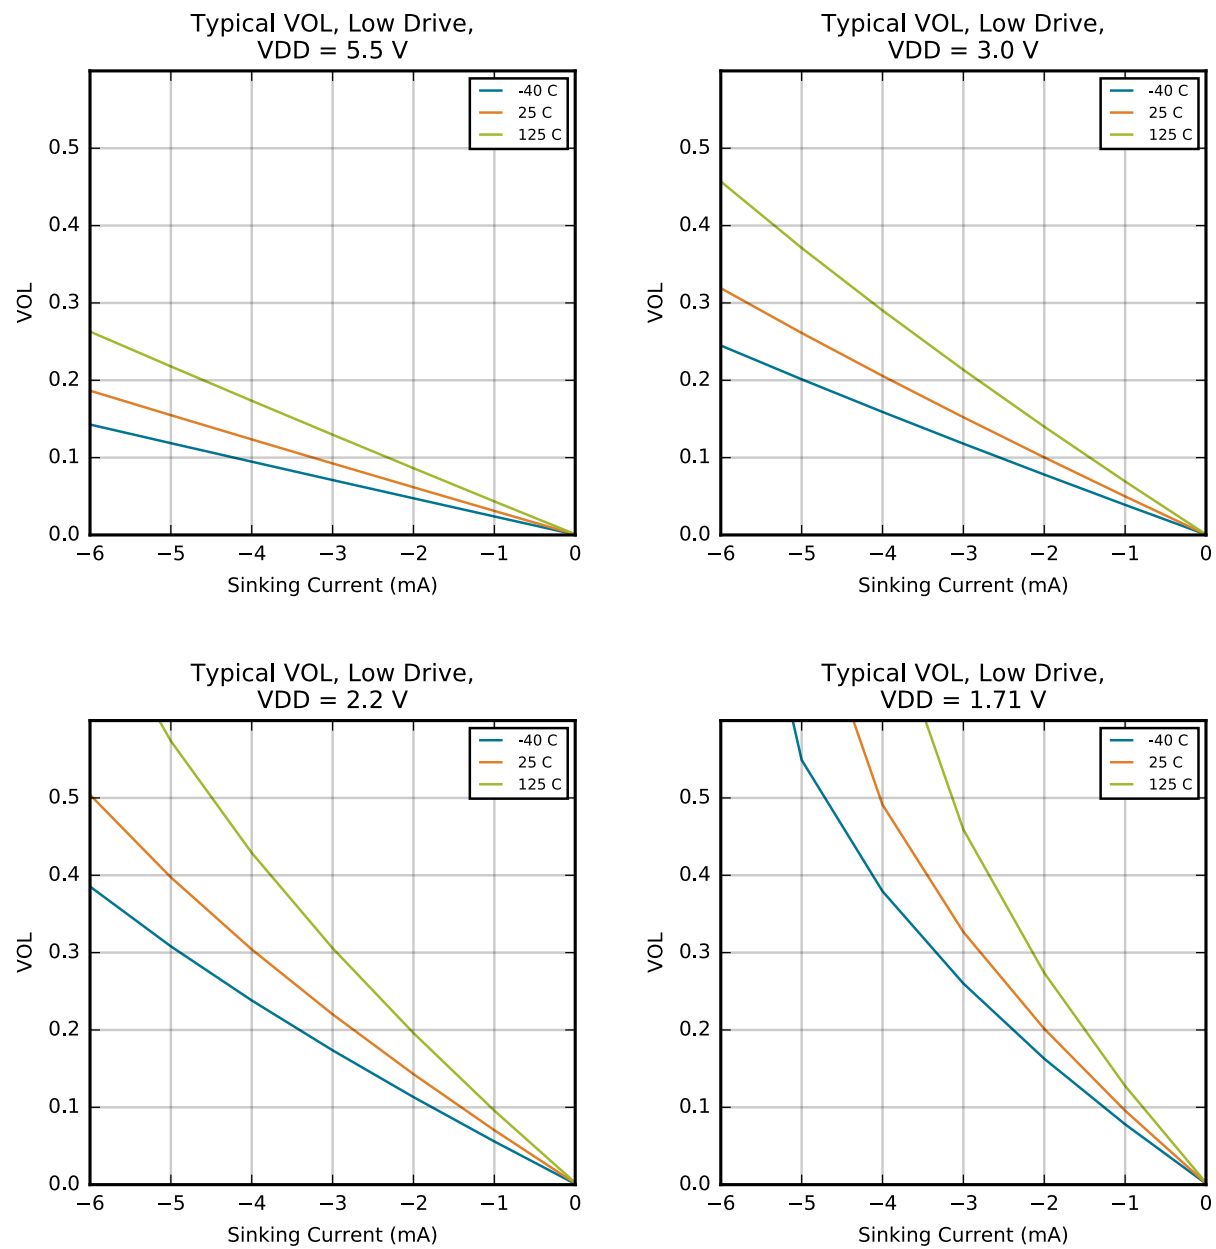 Typical VOL, Low Drive,
VDD = 5.5 V
-40 C
25 C
125 C
0.5
0.4
0.3
0.2
0.1
0.0
VOL
−6 −5 −4 −3 −2 −1 0
Sinking Current (mA)
Typical VOL, Low Drive,
VDD = 3.0 V
-40 C
25 C
125 C
0.5
0.4
0.3
0.2
0.1
0.0
VOL
−6 −5 −4 −3 −2 −1 0
Sinking Current (mA)
Typical VOL, Low Drive,
VDD = 2.2 V
-40 C
25 C
125 C
0.5
0.4
0.3
0.2
0.1
0.0
VOL
−6 −5 −4 −3 −2 −1 0
Sinking Current (mA)
Typical VOL, Low Drive,
VDD = 1.71 V
-40 C
25 C
125 C
0.5
0.4
0.3
0.2
0.1
0.0
VOL
−6 −5 −4 −3 −2 −1 0
Sinking Current (mA)